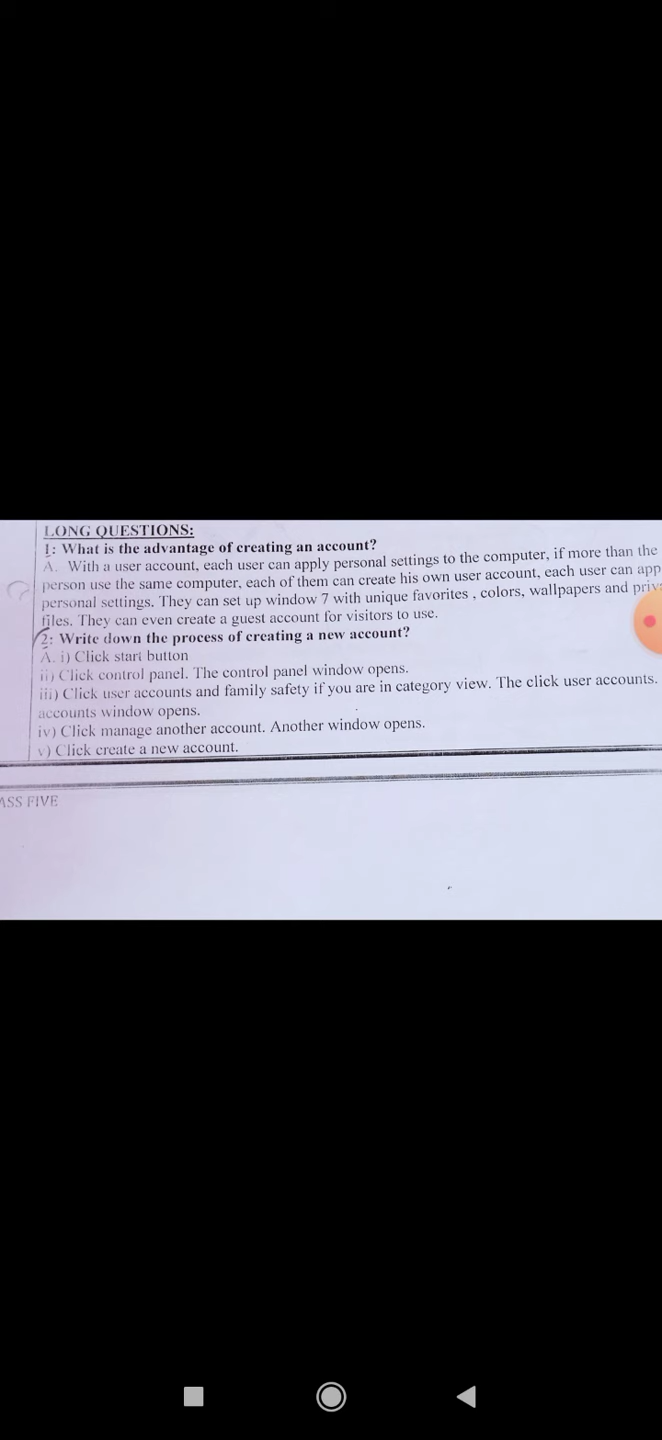 LONG QUESTIONS:
1: What is the advantage of creating an account?
A. With a user account, each user can apply personal settings to the computer, if more than the
person use the same computer, each of them can create his own user account, each user can
personal settings. They can set up window 7 with unique favorites , colors, wallpapers and
files. They can even create a guest account for visitors to use.
2: Write down the process of creating a new account?
A. i) Click start button
ii) Click control panel. The control panel window opens.
iii) Click user accounts and family safety if you are in category view. The click user accounts.
accounts window opens.
iv) Click manage another account. Another window opens.
v) Click create a new account.
ASS FIVE